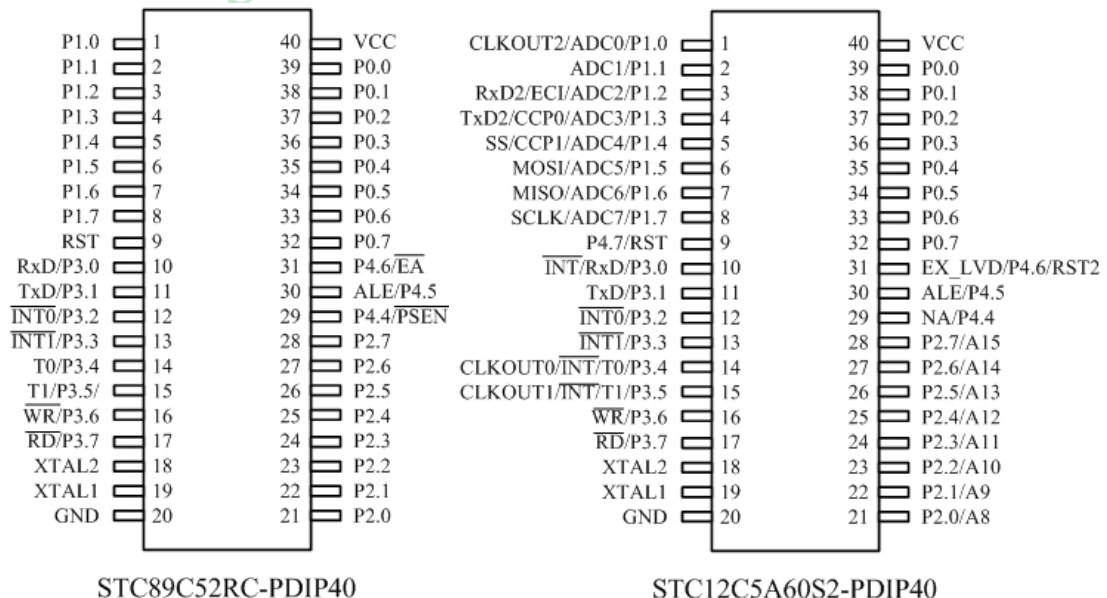 P1.0 1 40 VCC
P1.1 2 39 P0.0
P1.2 3 38 P0.1
P1.3 4 37 P0.2
P1.4 5 36 P0.3
P1.5 6 35 P0.4
P1.6 7 34 P0.5
P1.7 8 33 P0.6
RST 9 32 P0.7
RxD/P3.0 10 31 P4.6/EA
TxD/P3.1 11 30 ALE/P4.5
INT0/P3.2 12 29 P4.4/PSEN
INT1/P3.3 13 28 P2.7
T0/P3.4 14 27 P2.6
T1/P3.5/ 15 26 P2.5
WR/P3.6 16 25 P2.4
RD/P3.7 17 24 P2.3
XTAL2 18 23 P2.2
XTAL1 19 22 P2.1
GND 20 21 P2.0
STC89C52RC-PDIP40
CLKOUT2/ADC0/P1.0 1 40 VCC
ADC1/P1.1 2 39 P0.0
RxD2/ECI/ADC2/P1.2 3 38 P0.1
TxD2/CCP0/ADC3/P1.3 4 37 P0.2
SS/CCP1/ADC4/P1.4 5 36 P0.3
MOSI/ADC5/P1.5 6 35 P0.4
MISO/ADC6/P1.6 7 34 P0.5
SCLK/ADC7/P1.7 8 33 P0.6
P4.7/RST 9 32 P0.7
INT/RxD/P3.0 10 31 EX_LVD/P4.6/RST2
TxD/P3.1 11 30 ALE/P4.5
INT0/P3.2 12 29 NA/P4.4
INT1/P3.3 13 28 P2.7/A15
CLKOUT0/INT/T0/P3.4 14 27 P2.6/A14
CLKOUT1/INT/T1/P3.5 15 26 P2.5/A13
WR/P3.6 16 25 P2.4/A12
RD/P3.7 17 24 P2.3/A11
XTAL2 18 23 P2.2/A10
XTAL1 19 22 P2.1/A9
GND 20 21 P2.0/A8
STC12C5A60S2-PDIP40